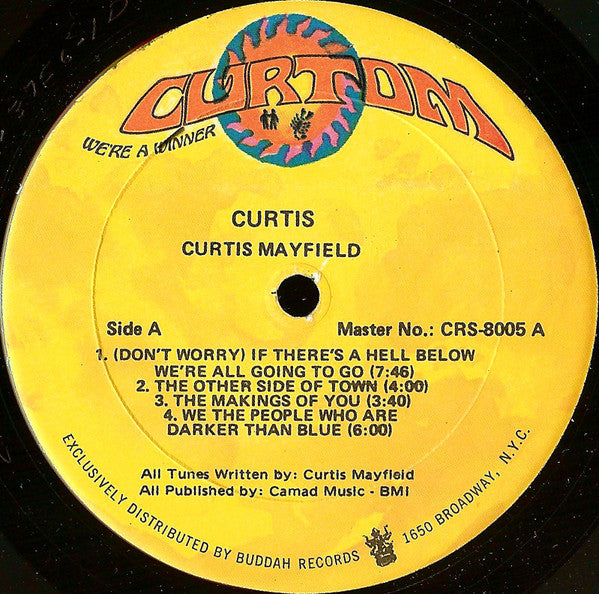 CURTOM
WE'RE A WINNER
CURTIS
CURTIS MAYFIELD
Side A
Master No.: CRS-8005 A
1. (DON'T WORRY) IF THERE'S A HELL BELOW
WE'RE ALL GOING TO GO (7:46)
2. THE OTHER SIDE OF TOWN (4:00)
3. THE MAKINGS OF YOU (3:40)
4. WE THE PEOPLE WHO ARE
DARKER THAN BLUE (6:00)
All Tunes Written by: Curtis Mayfield
All Published by: Camad Music - BMI
EXCLUSIVELY DISTRIBUTED BY BUDDAH RECORDS
1650 BROADWAY, N.Y.C.